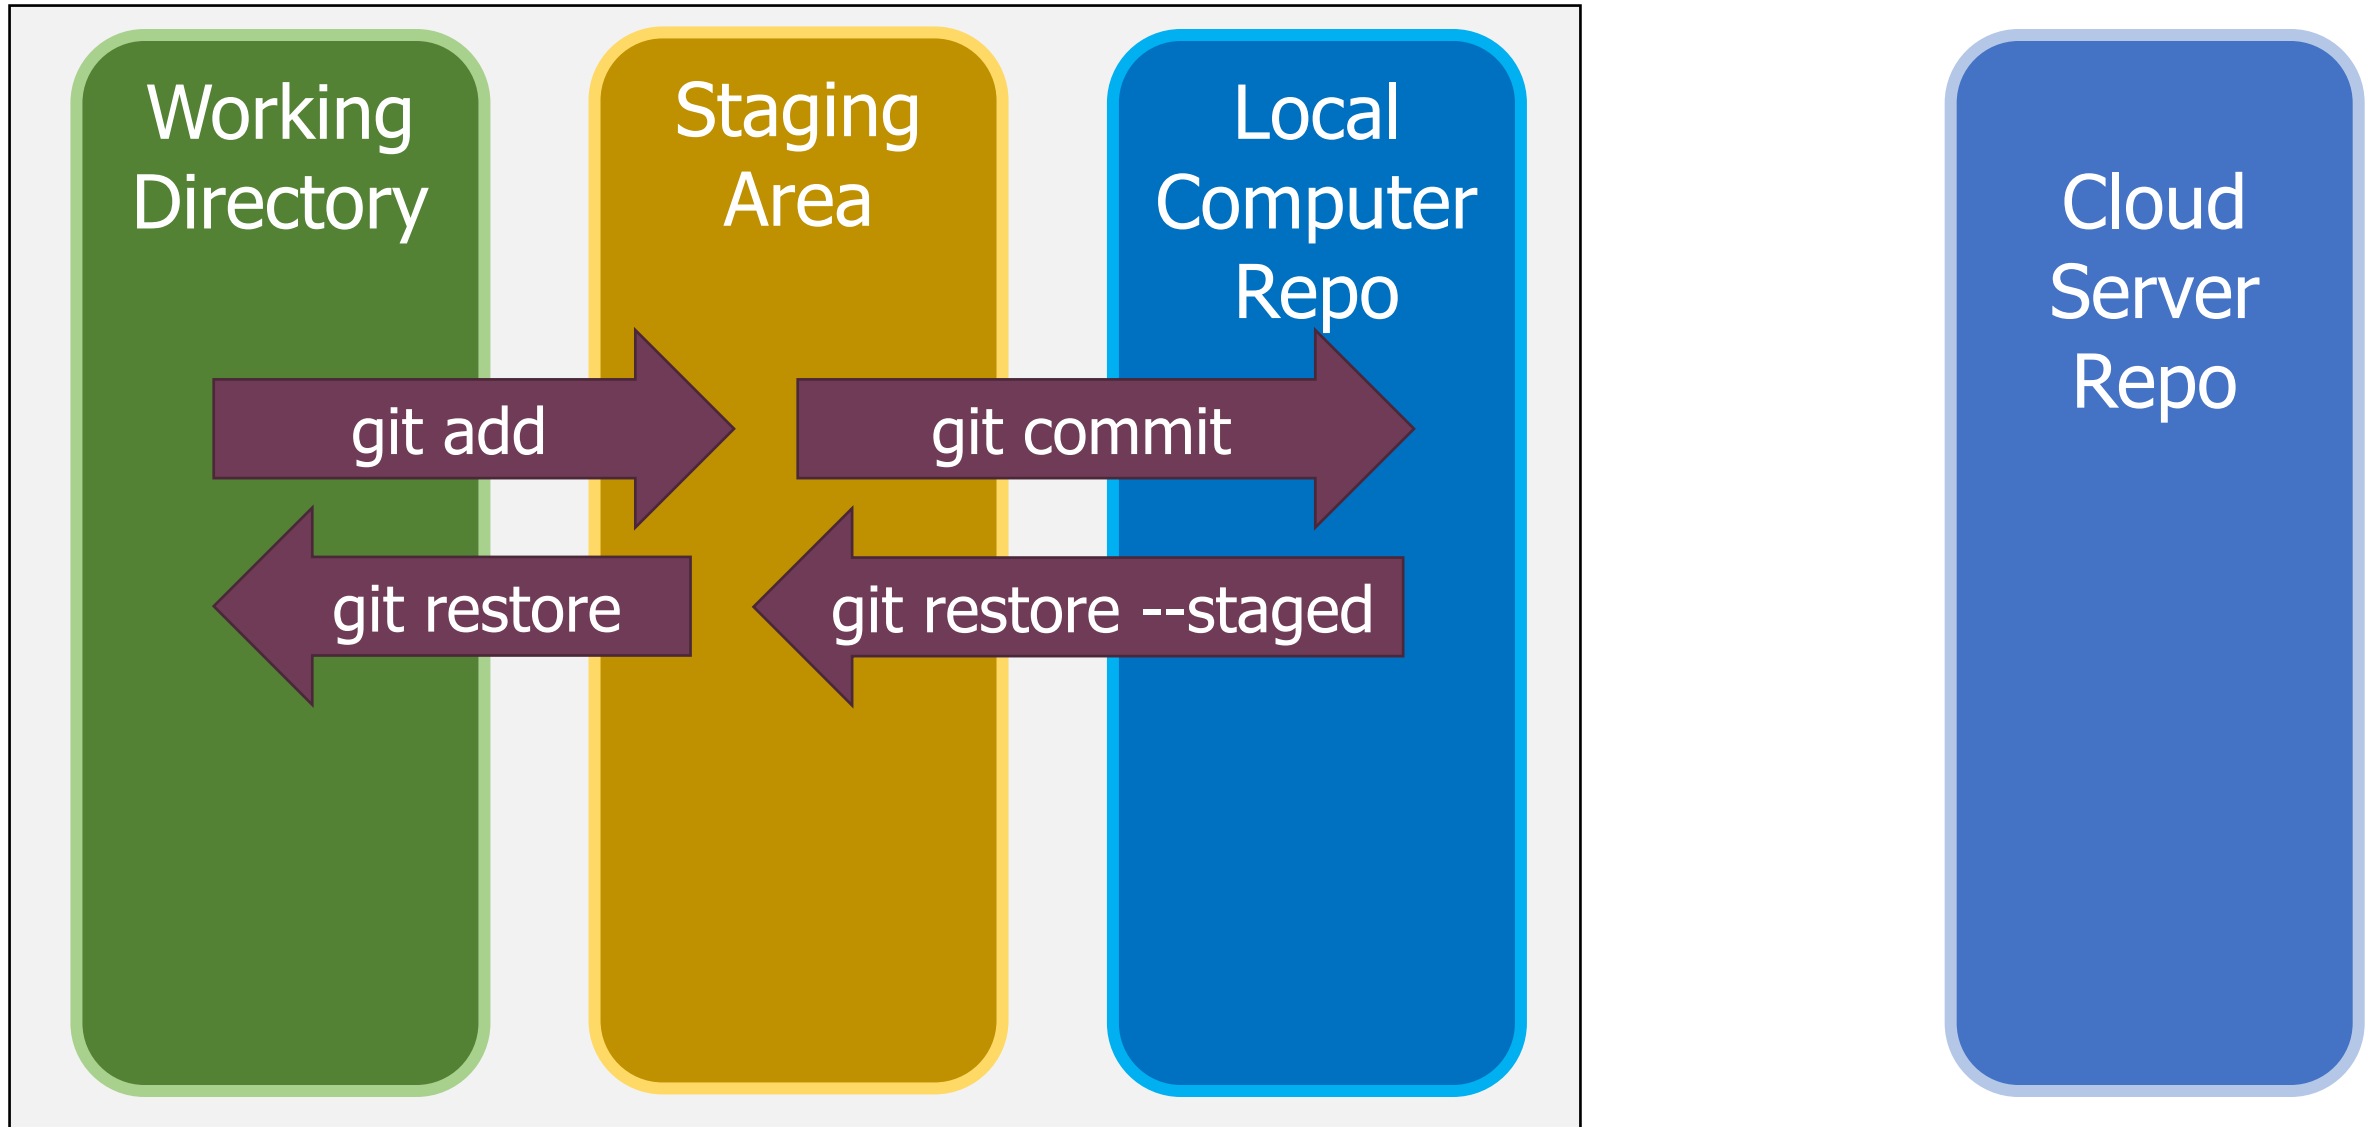 Working
Directory
Staging
Area
Local
Computer
Repo
Cloud
Server
Repo
git add
git commit
git restore
git restore --staged